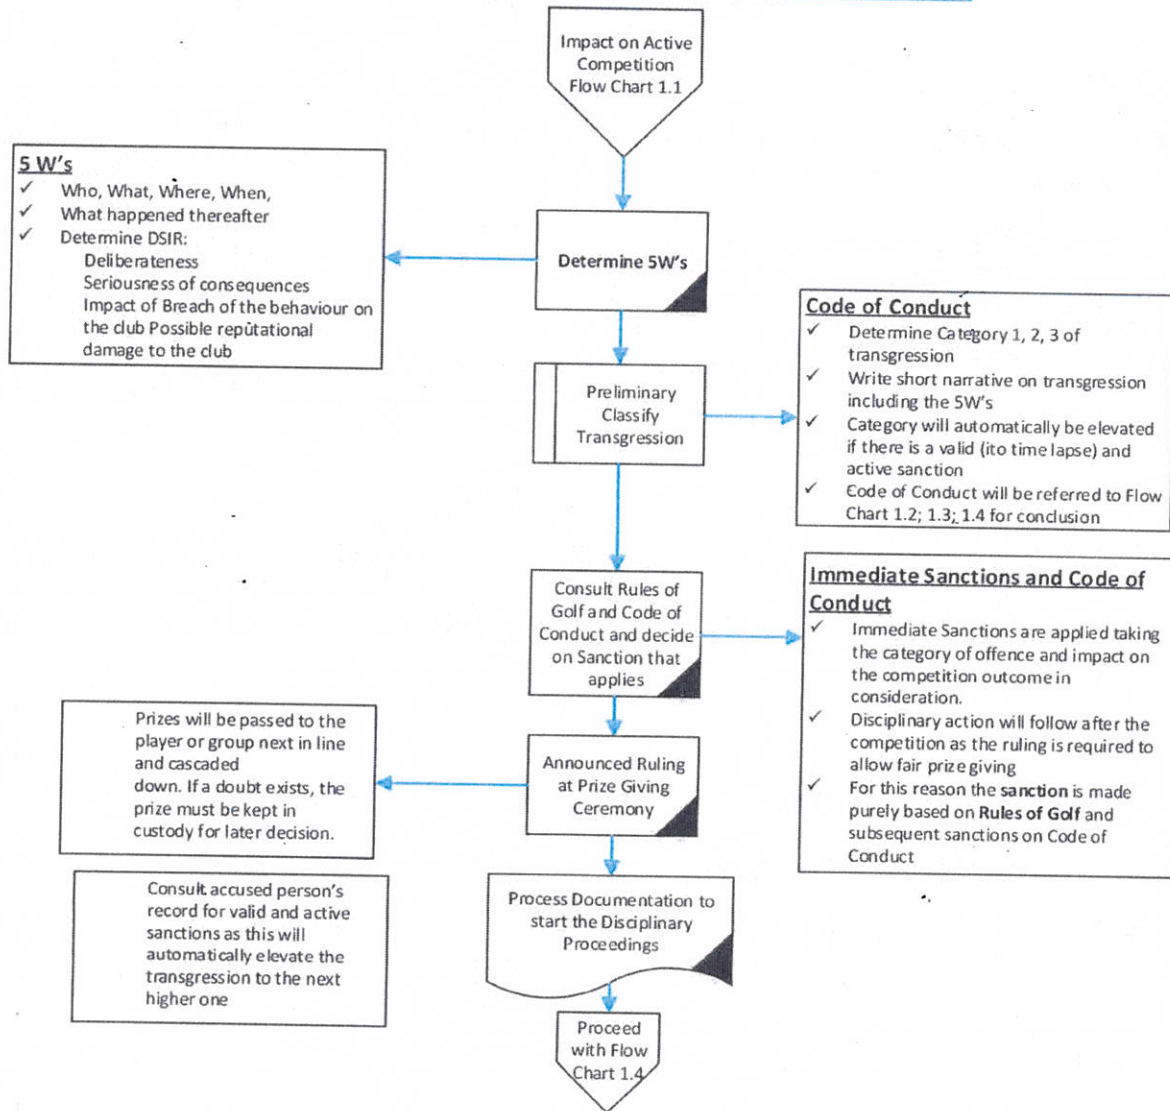 Impact on Active
Competition
Flow Chart 1.1
5 W's
✓ Who, What, Where, When,
✓ What happened thereafter
✓ Determine DSIR:
Deliberateness
Seriousness of consequences
Impact of Breach of the behaviour on
the club Possible reputational
damage to the club
Determine 5W's
Code of Conduct
✓ Determine Category 1, 2, 3 of
transgression
✓ Write short narrative on transgression
including the 5W's
✓ Category will automatically be elevated
if there is a valid (ito time lapse) and
active sanction
✓ Code of Conduct will be referred to Flow
Chart 1.2; 1.3; 1.4 for conclusion
Preliminary
Classify
Transgression
Consult Rules of
Golf and Code of
Conduct and decide
on Sanction that
applies
Immediate Sanctions and Code of
Conduct
✓ Immediate Sanctions are applied taking
the category of offence and impact on
the competition outcome in
consideration.
✓ Disciplinary action will follow after the
competition as the ruling is required to
allow fair prize giving
✓ For this reason the sanction is made
purely based on Rules of Golf and
subsequent sanctions on Code of
Conduct
Prizes will be passed to the
player or group next in line
and cascaded
down. If a doubt exists, the
prize must be kept in
custody for later decision.
Announced Ruling
at Prize Giving
Ceremony
Consult accused person's
record for valid and active
sanctions as this will
automatically elevate the
transgression to the next
higher one
Process Documentation to
start the Disciplinary
Proceedings
Proceed
with Flow
Chart 1.4